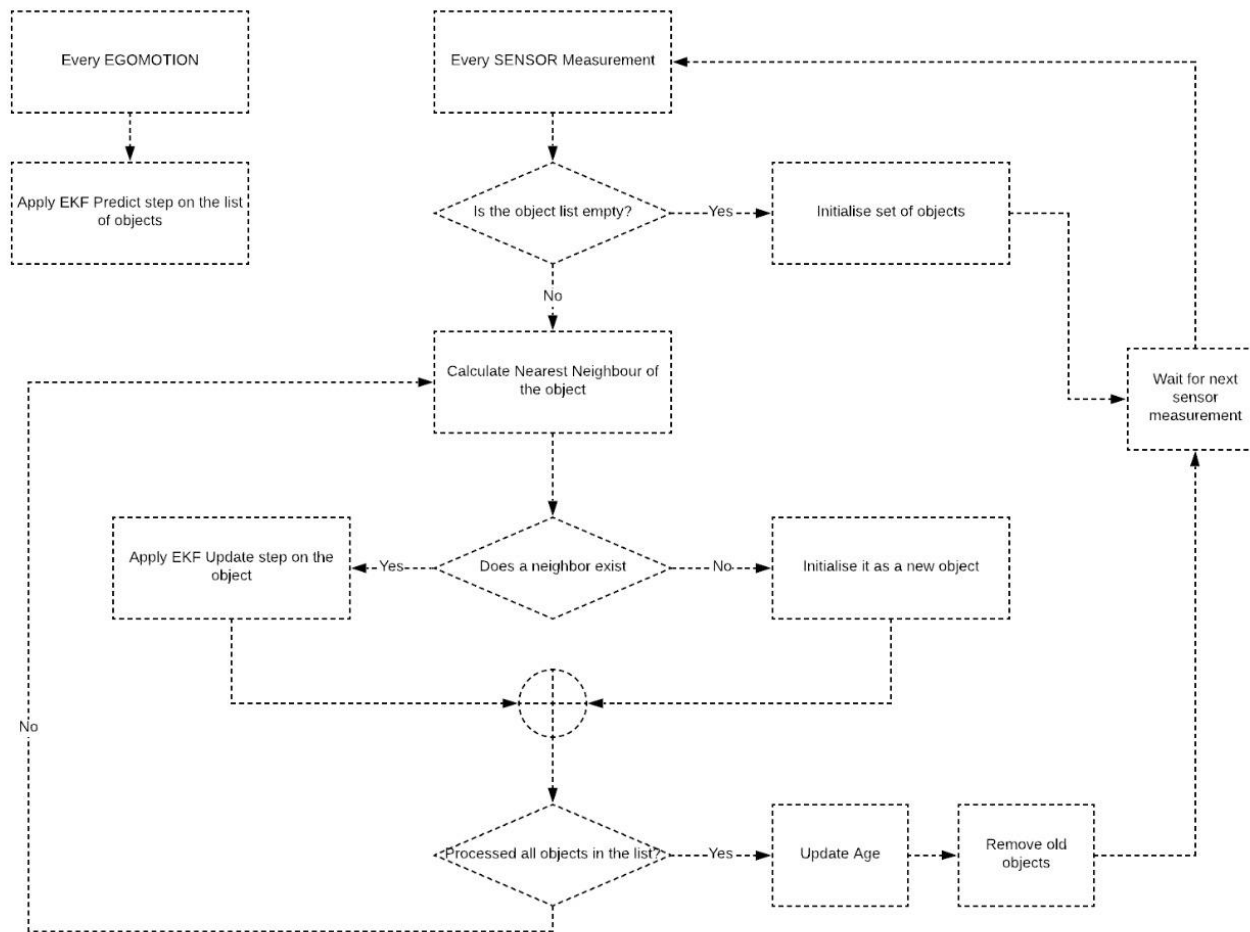 Every EGOMOTION
Every SENSOR Measurement
Apply EKF Predict step on the list
of objects
Is the object list empty?
Yes
Initialise set of objects
No
Calculate Nearest Neighbour of
the object
Wait for next
sensor
measurement
Apply EKF Update step on the
object
Yes
Does a neighbor exist
No
Initialise it as a new object
No
Processed all objects in the list?
Yes
Update Age
Remove old
objects